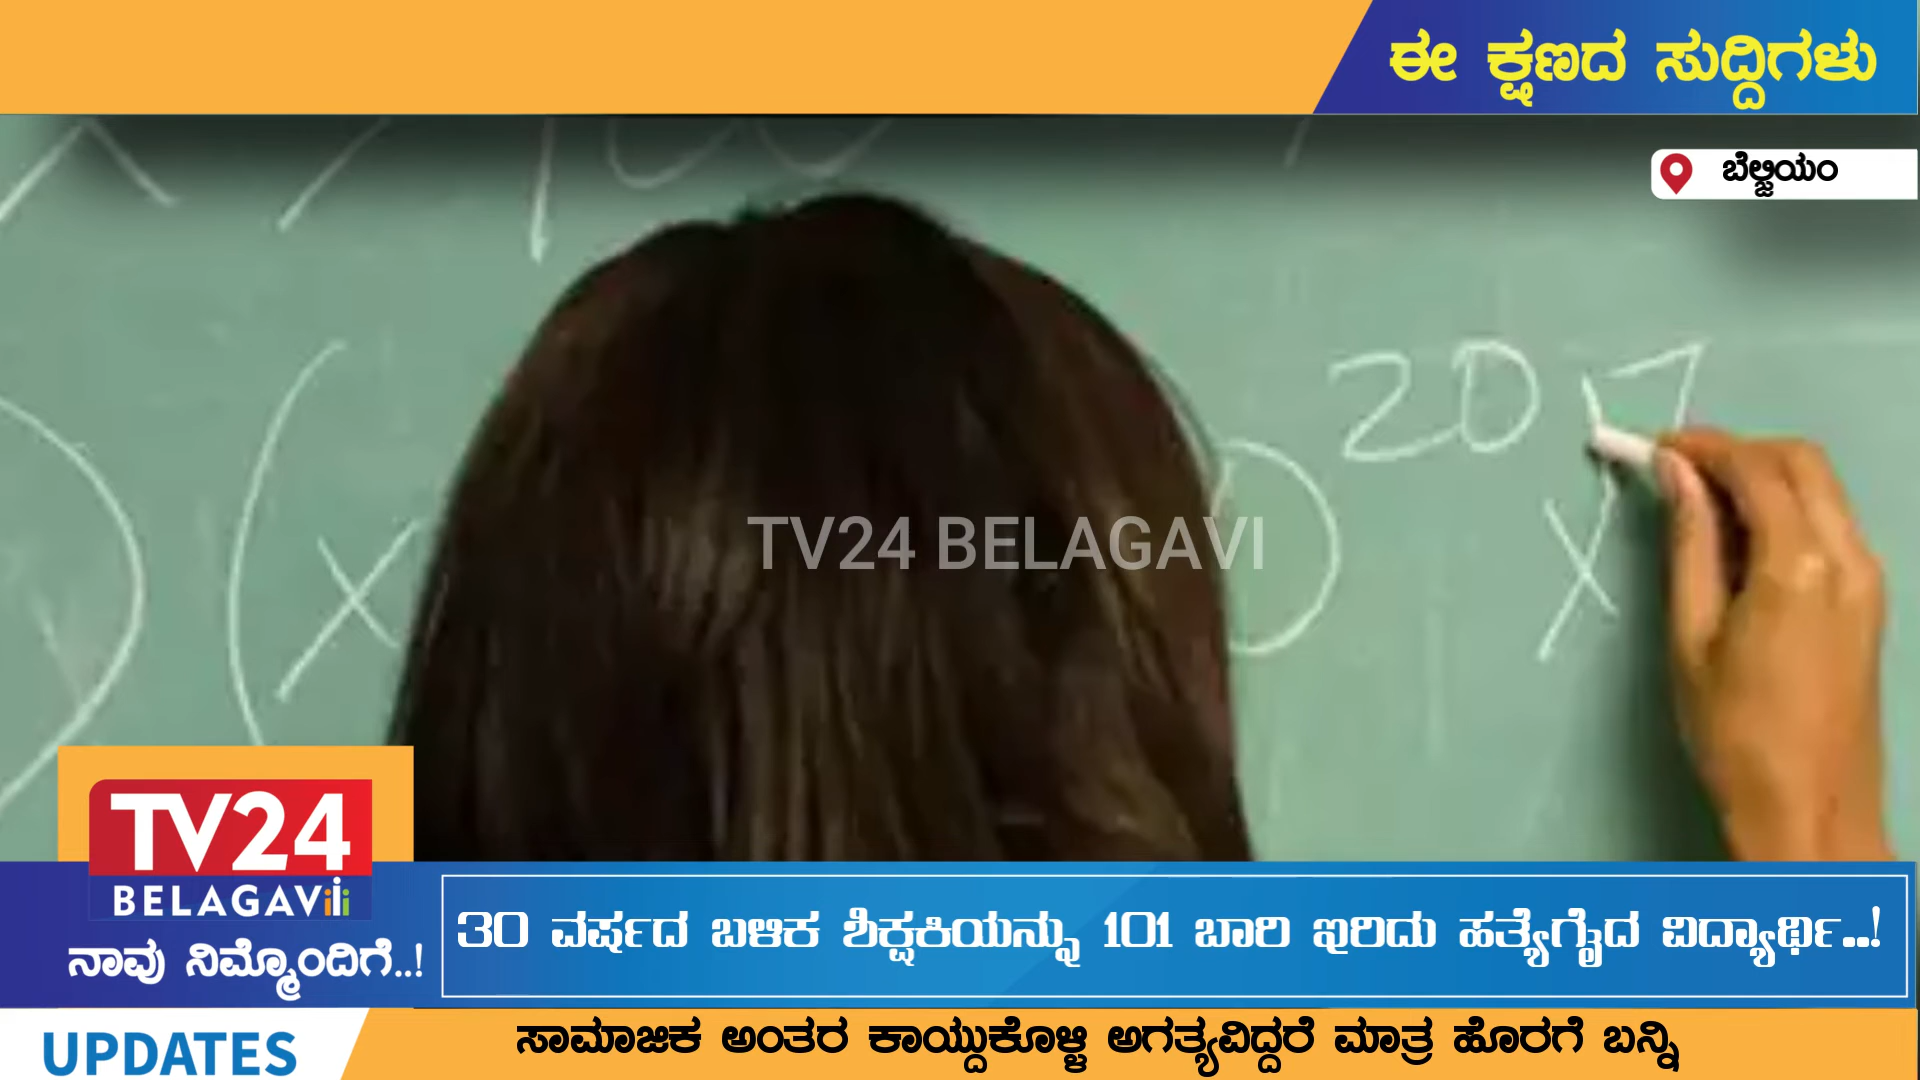 ಈ ಕ್ಷಣದ ಸುದ್ದಿಗಳು
ಬೆಲ್ಜಿಯಂ
20
x
x
TV24 BELAGAVI
TV24
BELAGAVi
ನಾವು ನಿಮ್ಮೊಂದಿಗೆ..!
30 ವರ್ಷದ ಬಳಿಕ ಶಿಕ್ಷಕಿಯನ್ನು 101 ಬಾರಿ ಇರಿದು ಹತ್ಯೆಗೈದ ವಿದ್ಯಾರ್ಥಿ..!
UPDATES
ಸಾಮಾಜಿಕ ಅಂತರ ಕಾಯ್ದುಕೊಳ್ಳಿ ಅಗತ್ಯವಿದ್ದರೆ ಮಾತ್ರ ಹೊರಗೆ ಬನ್ನಿ